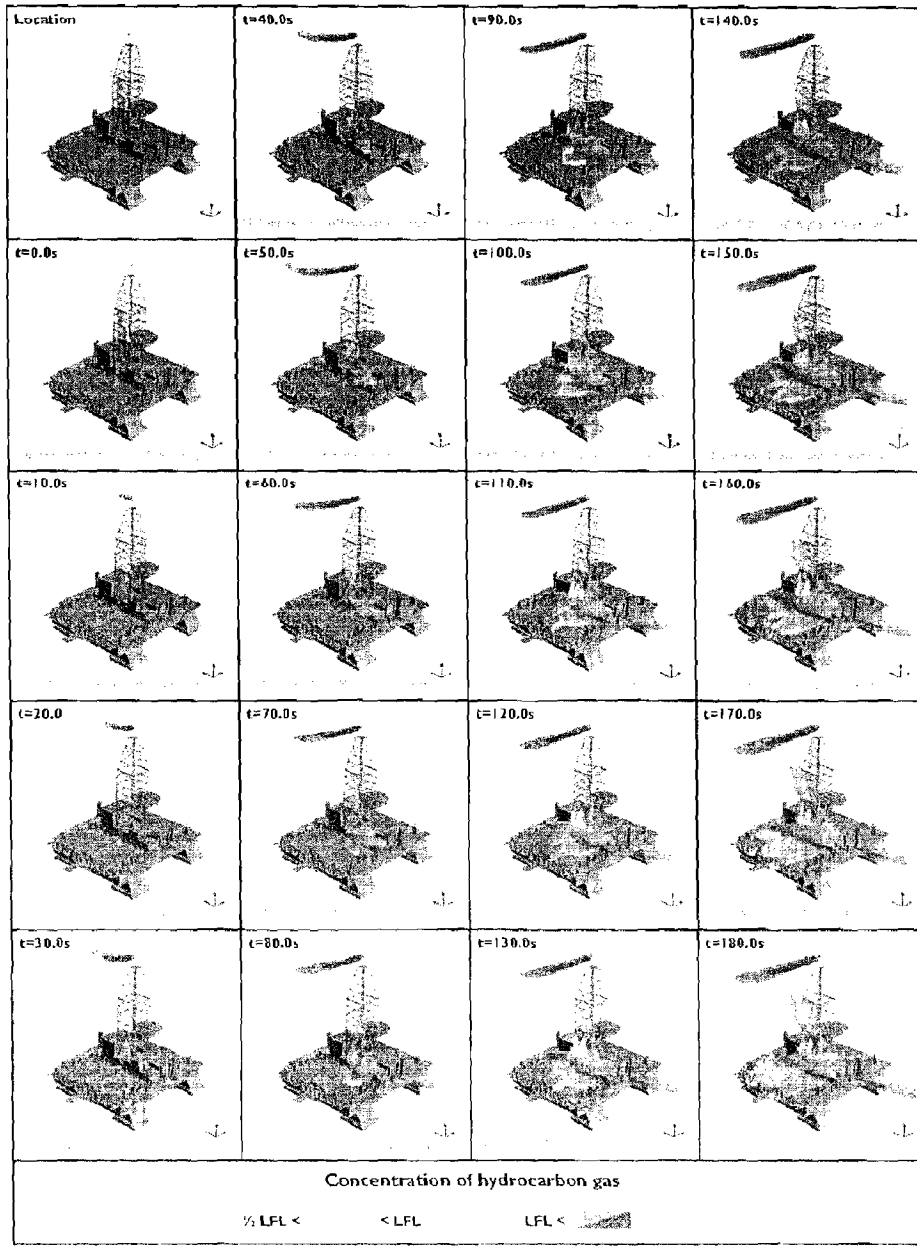 Location
t=40.0s
t=90.0s
t=140.0s
t=0.0s
t=50.0s
t=100.0s
t=150.0s
t=10.0s
t=60.0s
t=110.0s
t=160.0s
t=20.0
t=70.0s
t=120.0s
t=170.0s
t=30.0s
t=80.0s
t=130.0s
t=180.0s
Concentration of hydrocarbon gas
½ LFL < < LFL LFL <